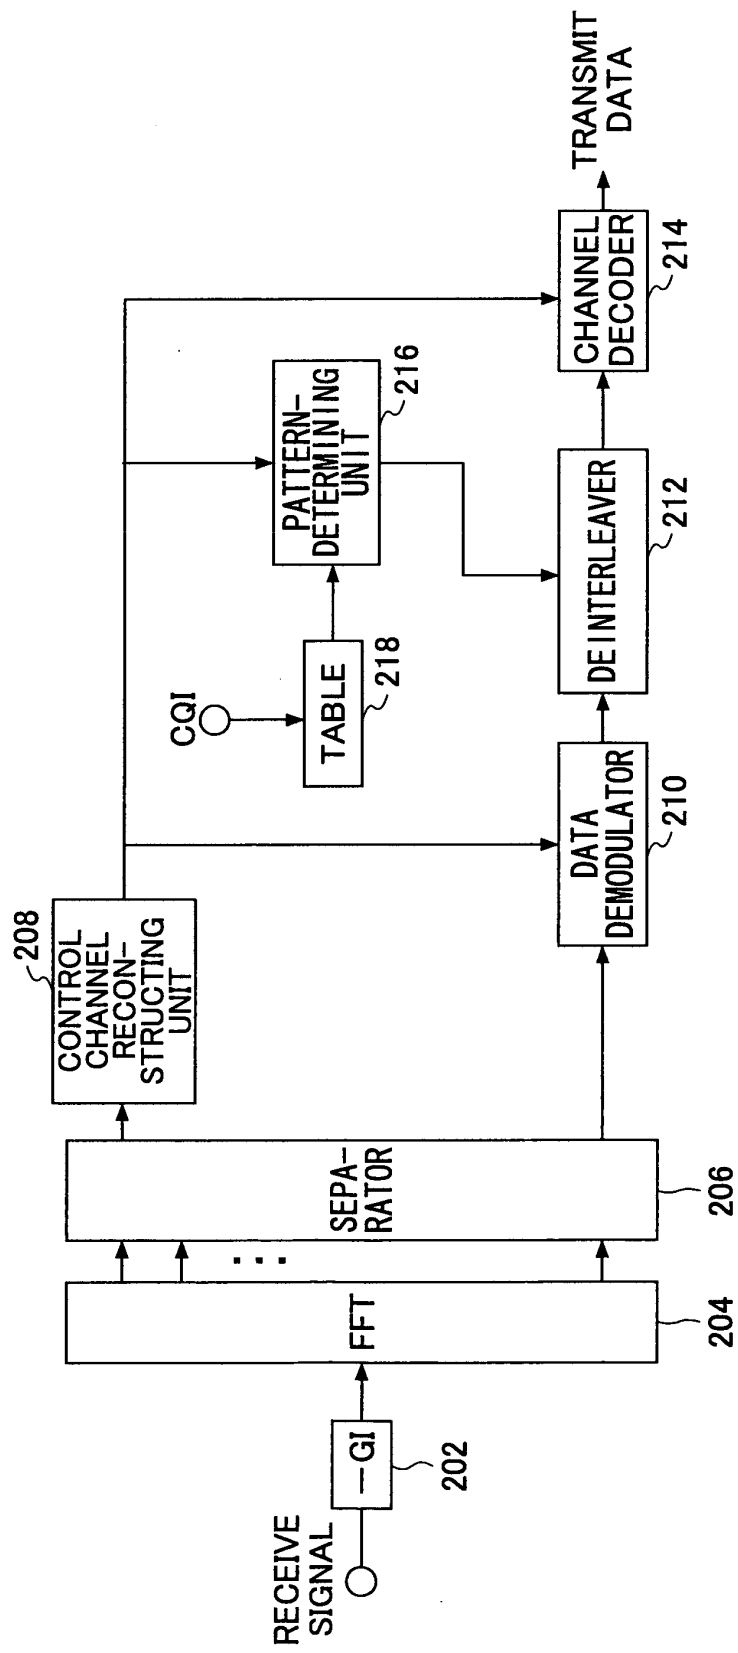 RECEIVE
SIGNAL
—GI
202
FFT
204
SEPA-
RATOR
206
CONTROL
CHANNEL
RECON-
STRUCTING
UNIT
208
CQI
TABLE
218
PATTERN-
DETERMINING
UNIT
216
DATA
DEMODULATOR
210
DEINTERLEAVER
212
CHANNEL
DECODER
214
TRANSMIT
DATA